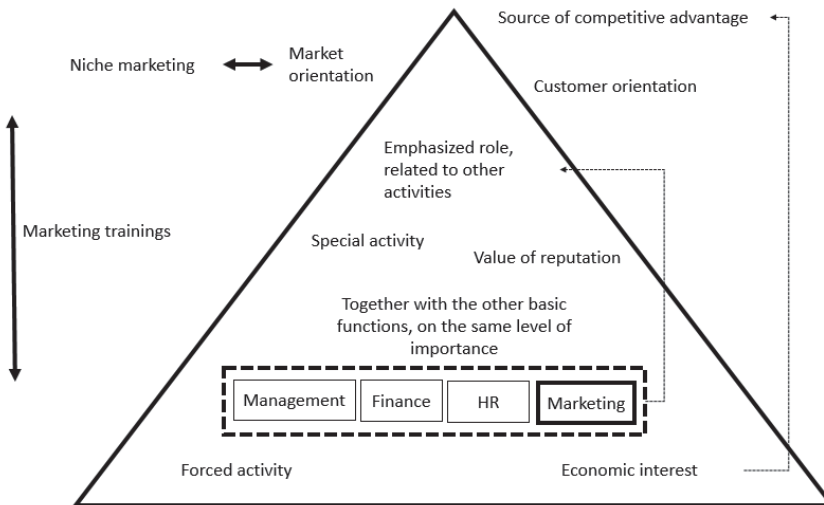 Source of competitive advantage
Niche marketing
Market
orientation
Customer orientation
Emphasized role,
related to other
activities
Marketing trainings
Special activity
Value of reputation
Together with the other basic
functions, on the same level of
importance
Management
Finance
HR
Marketing
Forced activity
Economic interest